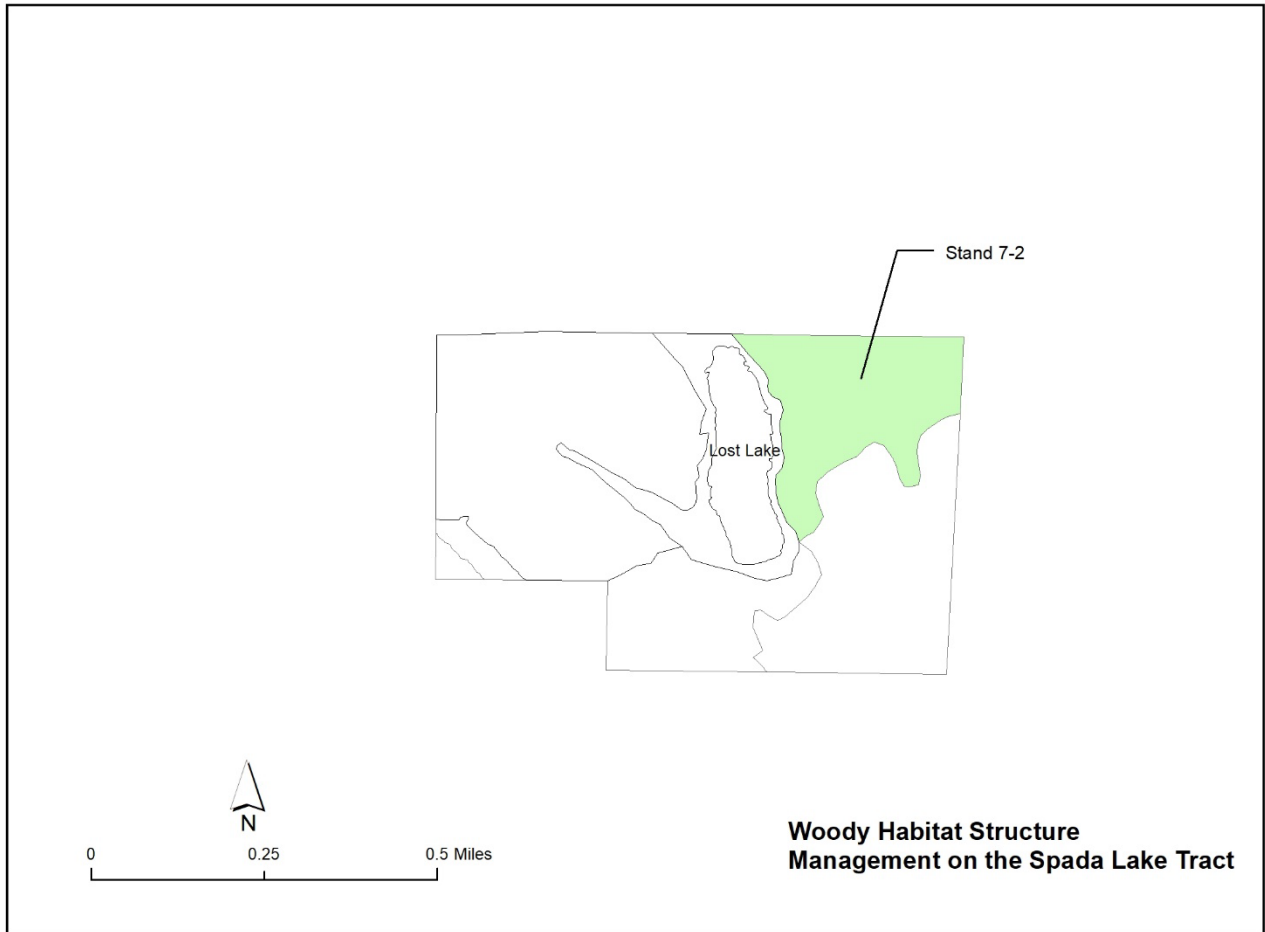 Stand 7-2
Lost Lake
N
0 0.25 0.5 Miles
Woody Habitat Structure
Management on the Spada Lake Tract